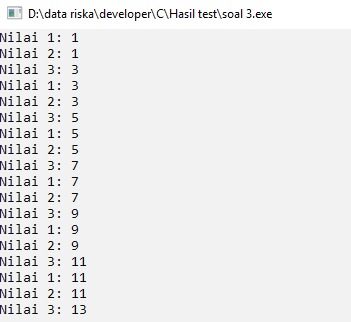 D:\data riska\developer\C\Hasil test\soal 3.exe
Nilai 1: 1
Nilai 2: 1
Nilai 3: 3
Nilai 1: 3
Nilai 2: 3
Nilai 3: 5
Nilai 1: 5
Nilai 2: 5
Nilai 3: 7
Nilai 1: 7
Nilai 2: 7
Nilai 3: 9
Nilai 1: 9
Nilai 2: 9
Nilai 3: 11
Nilai 1: 11
Nilai 2: 11
Nilai 3: 13